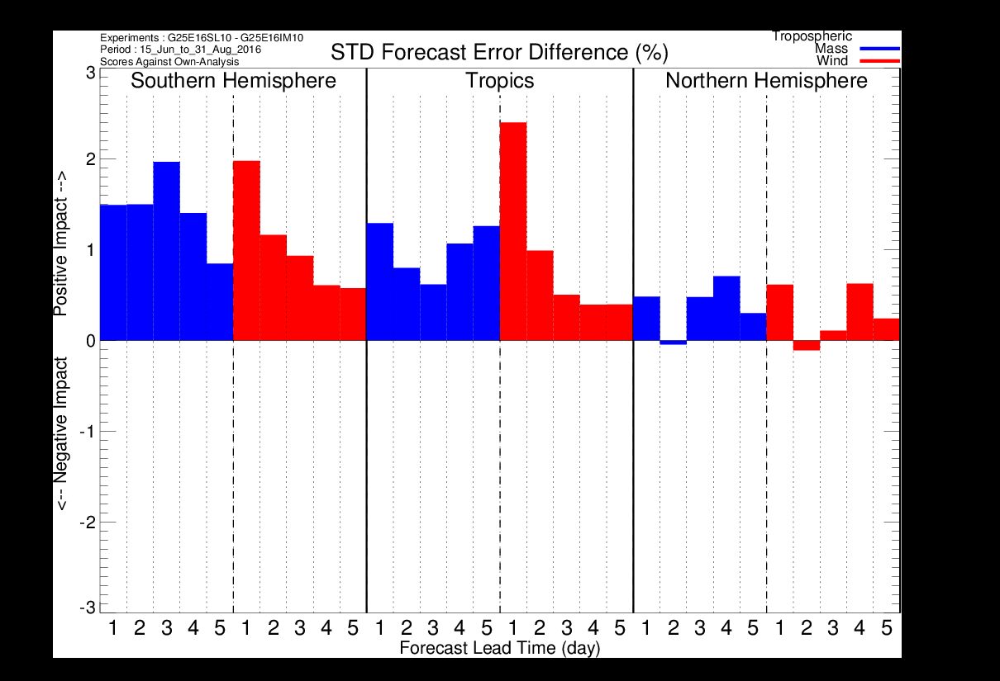 Experiments : G25E16SL10 - G25E16IM10
Period : 15_Jun_to_31_Aug_2016
Scores Against Own-Analysis
STD Forecast Error Difference (%)
Tropospheric
Mass
Wind
Southern Hemisphere
Tropics
Northern Hemisphere
3
2
1
0
-1
-2
-3
Positive Impact -->
<-- Negative Impact
1 2 3 4 5 1 2 3 4 5 1 2 3 4 5 1 2 3 4 5 1 2 3 4 5 1 2 3 4 5
Forecast Lead Time (day)